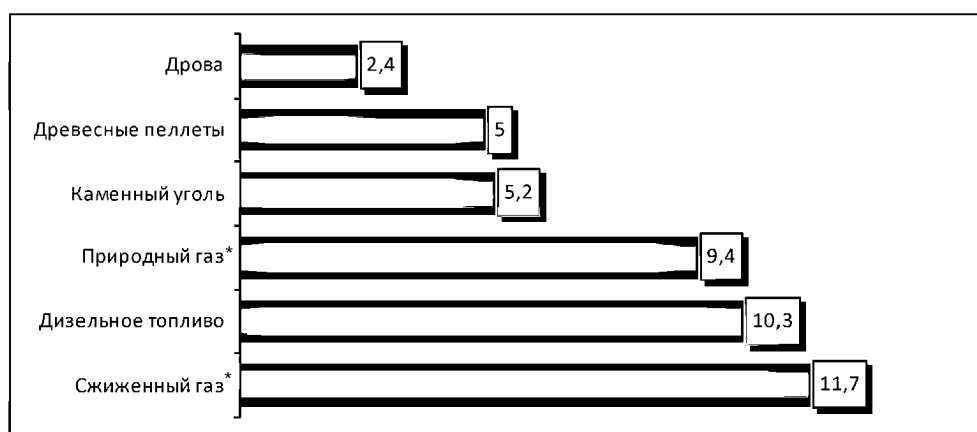 Дрова 2,4
Древесные пеллеты 5
Каменный уголь 5,2
Природный газ* 9,4
Дизельное топливо 10,3
Сжиженный газ* 11,7